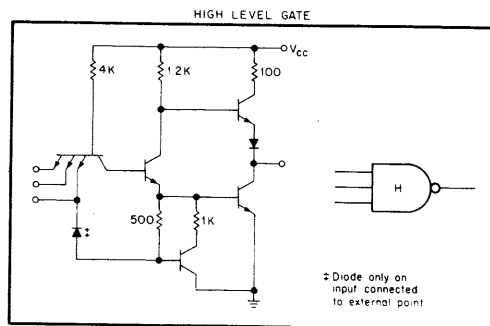 HIGH LEVEL GATE
Vcc
4K
1.2K
100
H
500
1K
‡
‡ Diode only on
input connected
to external point